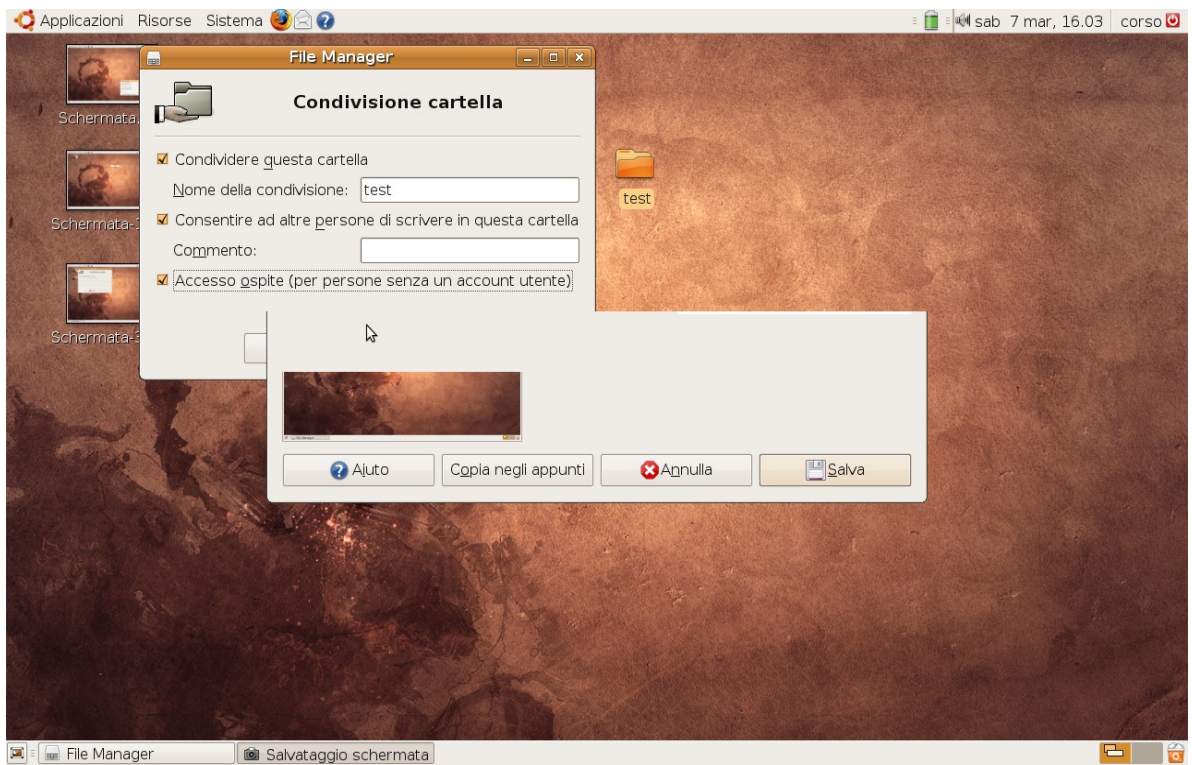 Applicazioni Risorse Sistema
sab 7 mar, 16.03 corso
File Manager
Schermata
Condivisione cartella
Condividere questa cartella
Nome della condivisione: test
test
Schermata-
Consentire ad altre persone di scrivere in questa cartella
Commento:
Accesso ospite (per persone senza un account utente)
Schermata-
Aiuto
Copia negli appunti
Annulla
Salva
File Manager
Salvataggio schermata